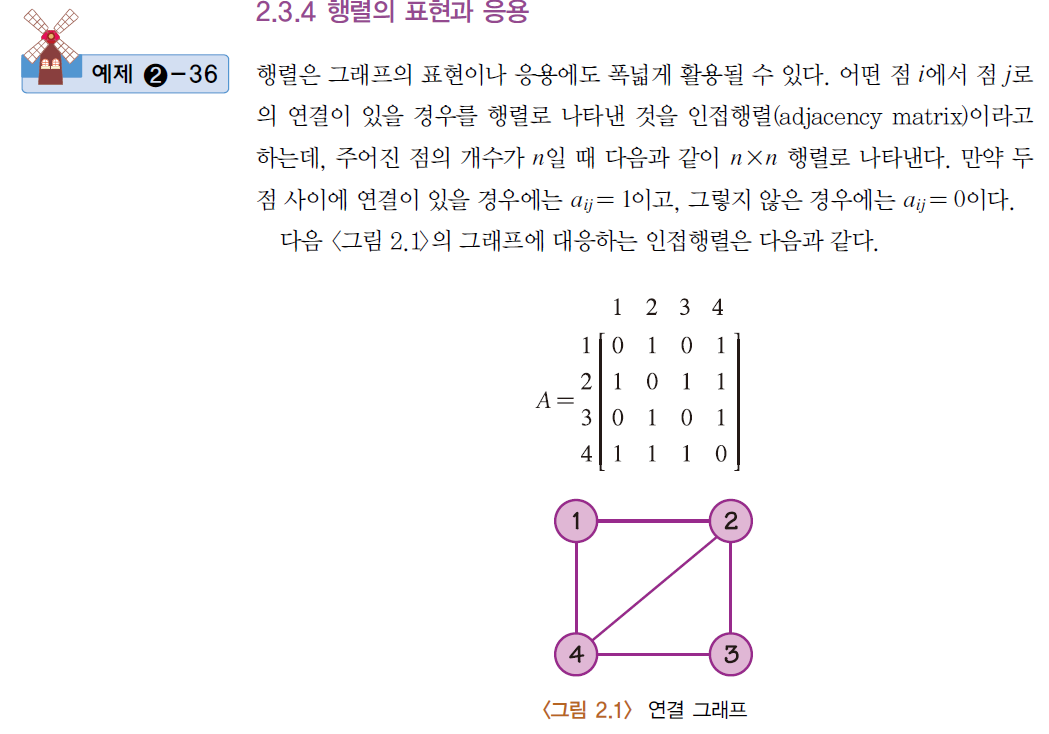 2.3.4 행렬의 표현과 응용
예제 ❷-36
행렬은 그래프의 표현이나 응용에도 폭넓게 활용될 수 있다. 어떤 점 i에서 점 j로
의 연결이 있을 경우를 행렬로 나타낸 것을 인접행렬(adjacency matrix)이라고
하는데, 주어진 점의 개수가 n일 때 다음과 같이 n×n 행렬로 나타낸다. 만약 두
점 사이에 연결이 있을 경우에는 aij = 1이고, 그렇지 않은 경우에는 aij = 0이다.
다음 〈그림 2.1〉의 그래프에 대응하는 인접행렬은 다음과 같다.
1 2 3 4
1 0 1 0 1
2 1 0 1 1
A =
3 0 1 0 1
4 1 1 1 0
1 2
4 3
〈그림 2.1〉 연결 그래프